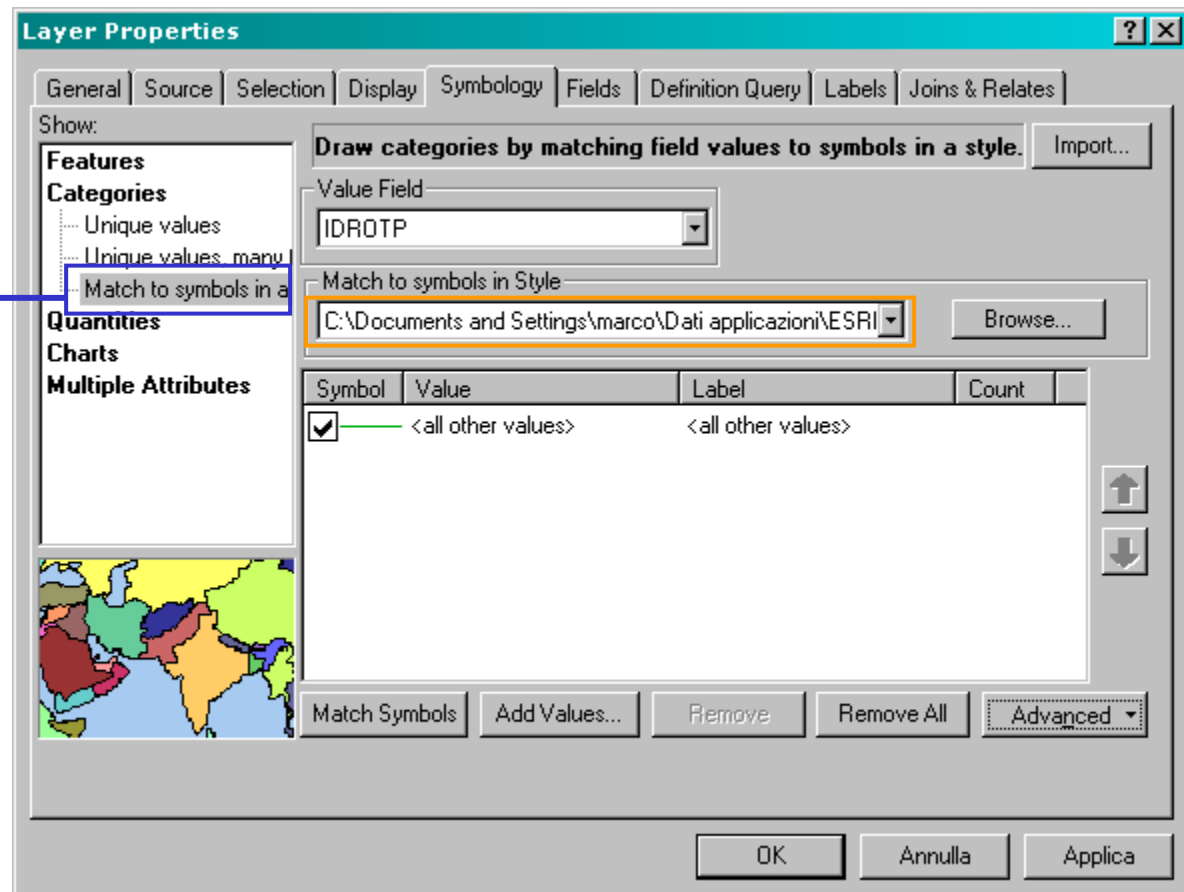 Layer Properties
General Source Selection Display Symbology Fields Definition Query Labels Joins & Relates
Show:
Features
Categories
Unique values
Unique values, many
Match to symbols in a
Quantities
Charts
Multiple Attributes
Draw categories by matching field values to symbols in a style.
Import...
Value Field
IDROTP
Match to symbols in Style
C:\Documents and Settings\marco\Dati applicazioni\ESRI
Browse...
Symbol Value Label Count
<all other values> <all other values>
Match Symbols Add Values... Remove Remove All Advanced
OK Annulla Applica